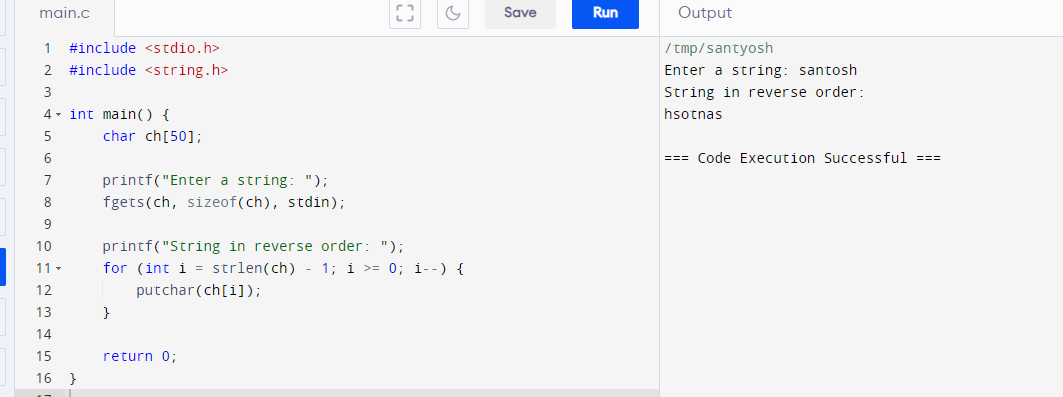 main.c
Save
Run
Output
1 #include <stdio.h>
2 #include <string.h>
3
4 int main() {
5 char ch[50];
6
7 printf("Enter a string: ");
8 fgets(ch, sizeof(ch), stdin);
9
10 printf("String in reverse order: ");
11 for (int i = strlen(ch) - 1; i >= 0; i--) {
12 putchar(ch[i]);
13 }
14
15 return 0;
16 }
17
/tmp/santyosh
Enter a string: santosh
String in reverse order:
hsotnas
=== Code Execution Successful ===